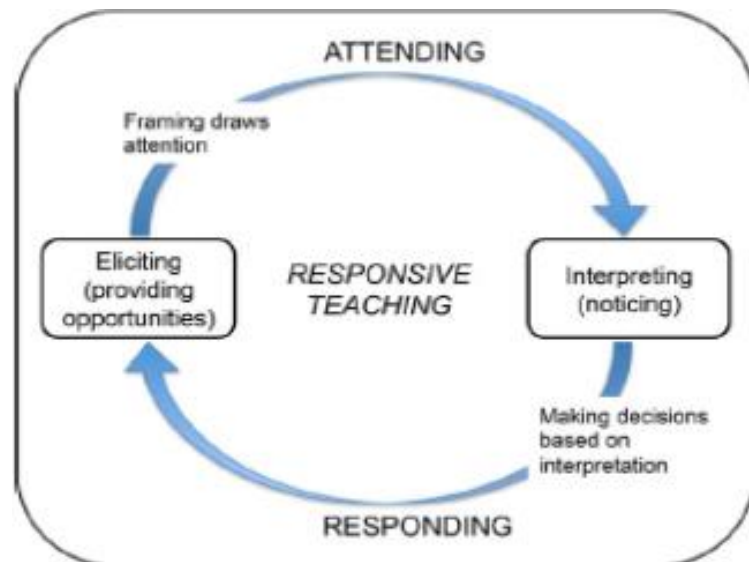 ATTENDING
Framing draws
attention
Eliciting
(providing
opportunities)
RESPONSIVE
TEACHING
Interpreting
(noticing)
Making decisions
based on
interpretation
RESPONDING